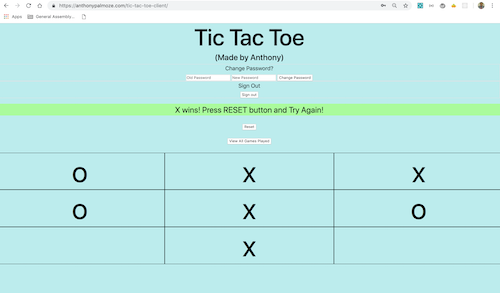 https://anthonypalmoze.com/tic-tac-toe-client/
Apps General Assembly...
Tic Tac Toe
(Made by Anthony)
Change Password?
Old Password New Password Change Password
Sign Out
Sign out
X wins! Press RESET button and Try Again!
Reset
View All Games Played
O X X
O X O
X